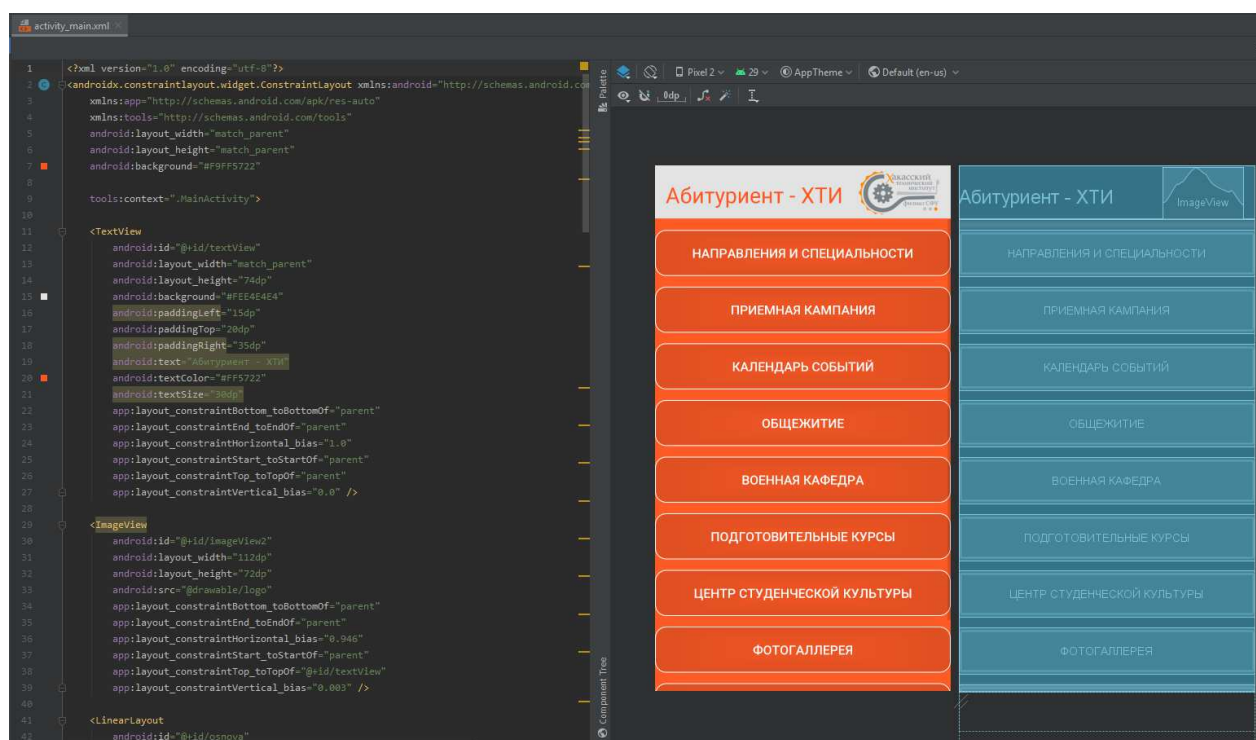 activity_main.xml
1 <?xml version="1.0" encoding="utf-8"?>
2 <androidx.constraintlayout.widget.ConstraintLayout xmlns:android="http://schemas.android.com
3 xmlns:app="http://schemas.android.com/apk/res-auto"
4 xmlns:tools="http://schemas.android.com/tools"
5 android:layout_width="match_parent"
6 android:layout_height="match_parent"
7 android:background="#F9FF5722"
8
9 tools:context=".MainActivity">
10
11 <TextView
12 android:id="@+id/textView"
13 android:layout_width="match_parent"
14 android:layout_height="74dp"
15 android:background="#FEE4E4E4"
16 android:paddingLeft="15dp"
17 android:paddingTop="20dp"
18 android:paddingRight="35dp"
19 android:text="Абитуриент - ХТИ"
20 android:textColor="#FF5722"
21 android:textSize="30dp"
22 app:layout_constraintBottom_toBottomOf="parent"
23 app:layout_constraintEnd_toEndOf="parent"
24 app:layout_constraintHorizontal_bias="1.0"
25 app:layout_constraintStart_toStartOf="parent"
26 app:layout_constraintTop_toTopOf="parent"
27 app:layout_constraintVertical_bias="0.0" />
28
29 <ImageView
30 android:id="@+id/imageView2"
31 android:layout_width="112dp"
32 android:layout_height="72dp"
33 android:src="@drawable/logo"
34 app:layout_constraintBottom_toBottomOf="parent"
35 app:layout_constraintEnd_toEndOf="parent"
36 app:layout_constraintHorizontal_bias="0.946"
37 app:layout_constraintStart_toStartOf="parent"
38 app:layout_constraintTop_toTopOf="@+id/textView"
39 app:layout_constraintVertical_bias="0.003" />
40
41 <LinearLayout
42 android:id="@+id/osnova"
Palette
Component Tree
Pixel 2 29 AppTheme Default (en-us)
0dp
Абитуриент - ХТИ
Хакасский
технический
институт
филиал СФУ
НАПРАВЛЕНИЯ И СПЕЦИАЛЬНОСТИ
ПРИЕМНАЯ КАМПАНИЯ
КАЛЕНДАРЬ СОБЫТИЙ
ОБЩЕЖИТИЕ
ВОЕННАЯ КАФЕДРА
ПОДГОТОВИТЕЛЬНЫЕ КУРСЫ
ЦЕНТР СТУДЕНЧЕСКОЙ КУЛЬТУРЫ
ФОТОГАЛЛЕРЕЯ
Абитуриент - ХТИ
ImageView
НАПРАВЛЕНИЯ И СПЕЦИАЛЬНОСТИ
ПРИЕМНАЯ КАМПАНИЯ
КАЛЕНДАРЬ СОБЫТИЙ
ОБЩЕЖИТИЕ
ВОЕННАЯ КАФЕДРА
ПОДГОТОВИТЕЛЬНЫЕ КУРСЫ
ЦЕНТР СТУДЕНЧЕСКОЙ КУЛЬТУРЫ
ФОТОГАЛЛЕРЕЯ